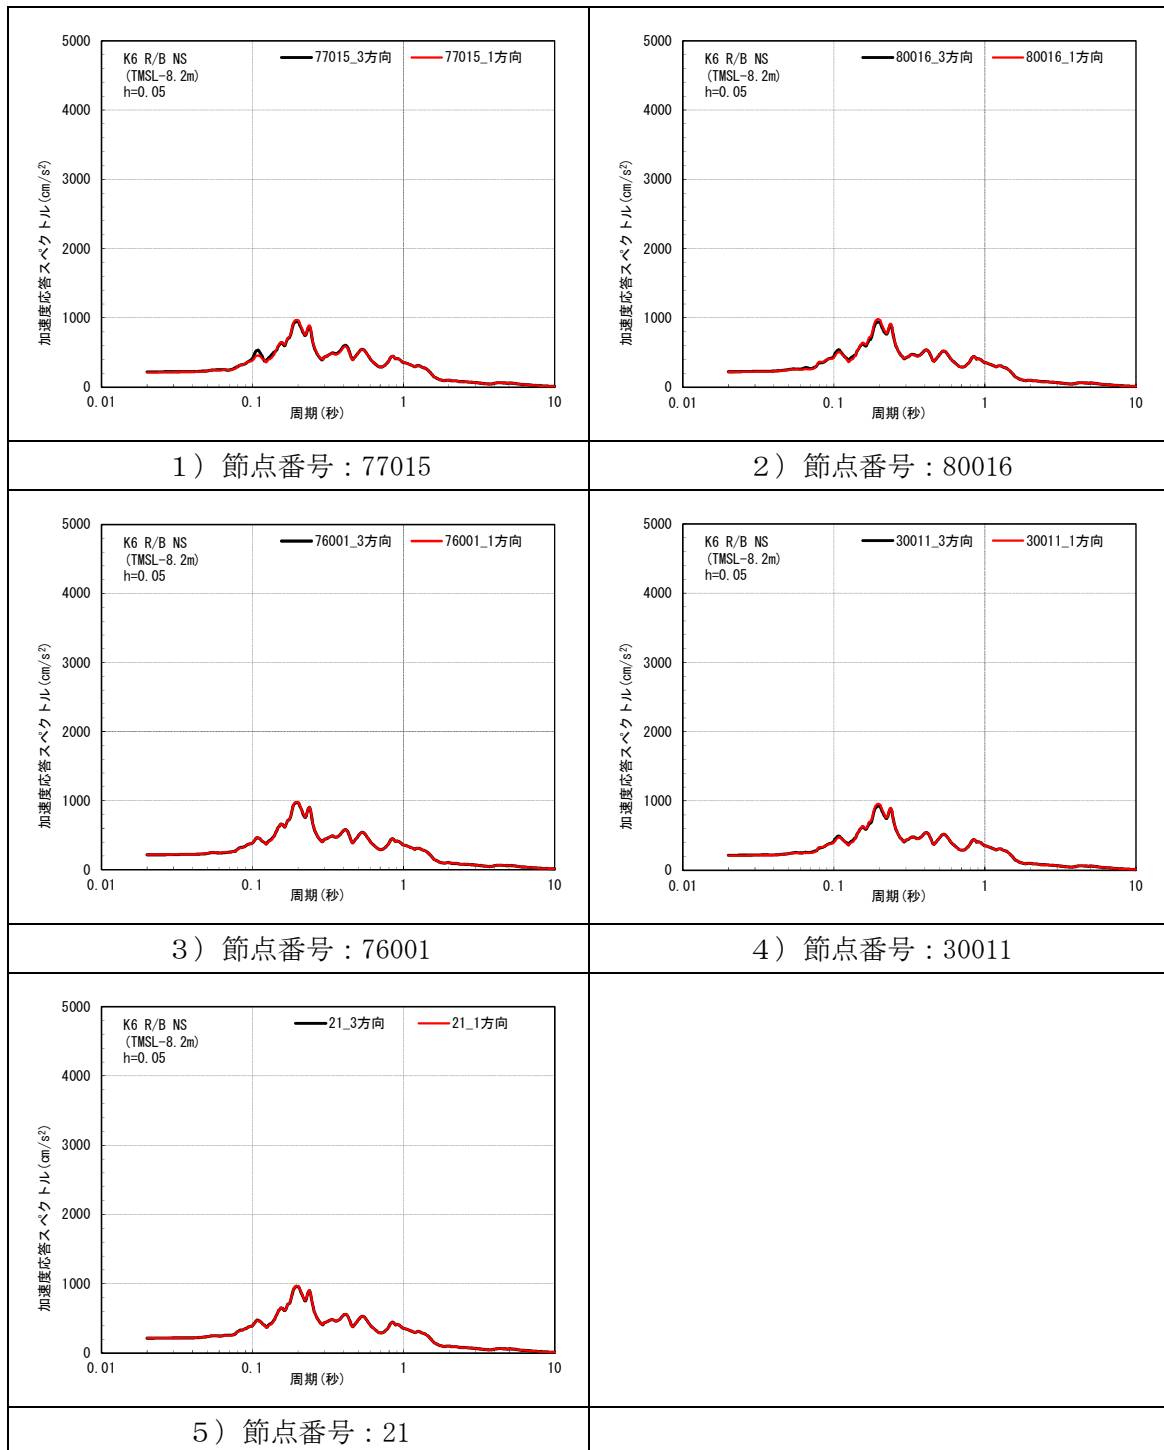 5000
4000
3000
2000
1000
0
加速度応答スペクトル(cm/s²)
K6 R/B NS
(TMSL-8.2m)
h=0.05
77015_3方向
77015_1方向
0.01
0.1
1
10
周期(秒)
1）節点番号：77015
5000
4000
3000
2000
1000
0
加速度応答スペクトル(cm/s²)
K6 R/B NS
(TMSL-8.2m)
h=0.05
80016_3方向
80016_1方向
0.01
0.1
1
10
周期(秒)
2）節点番号：80016
5000
4000
3000
2000
1000
0
加速度応答スペクトル(cm/s²)
K6 R/B NS
(TMSL-8.2m)
h=0.05
76001_3方向
76001_1方向
0.01
0.1
1
10
周期(秒)
3）節点番号：76001
5000
4000
3000
2000
1000
0
加速度応答スペクトル(cm/s²)
K6 R/B NS
(TMSL-8.2m)
h=0.05
30011_3方向
30011_1方向
0.01
0.1
1
10
周期(秒)
4）節点番号：30011
5000
4000
3000
2000
1000
0
加速度応答スペクトル(cm/s²)
K6 R/B NS
(TMSL-8.2m)
h=0.05
21_3方向
21_1方向
0.01
0.1
1
10
周期(秒)
5）節点番号：21